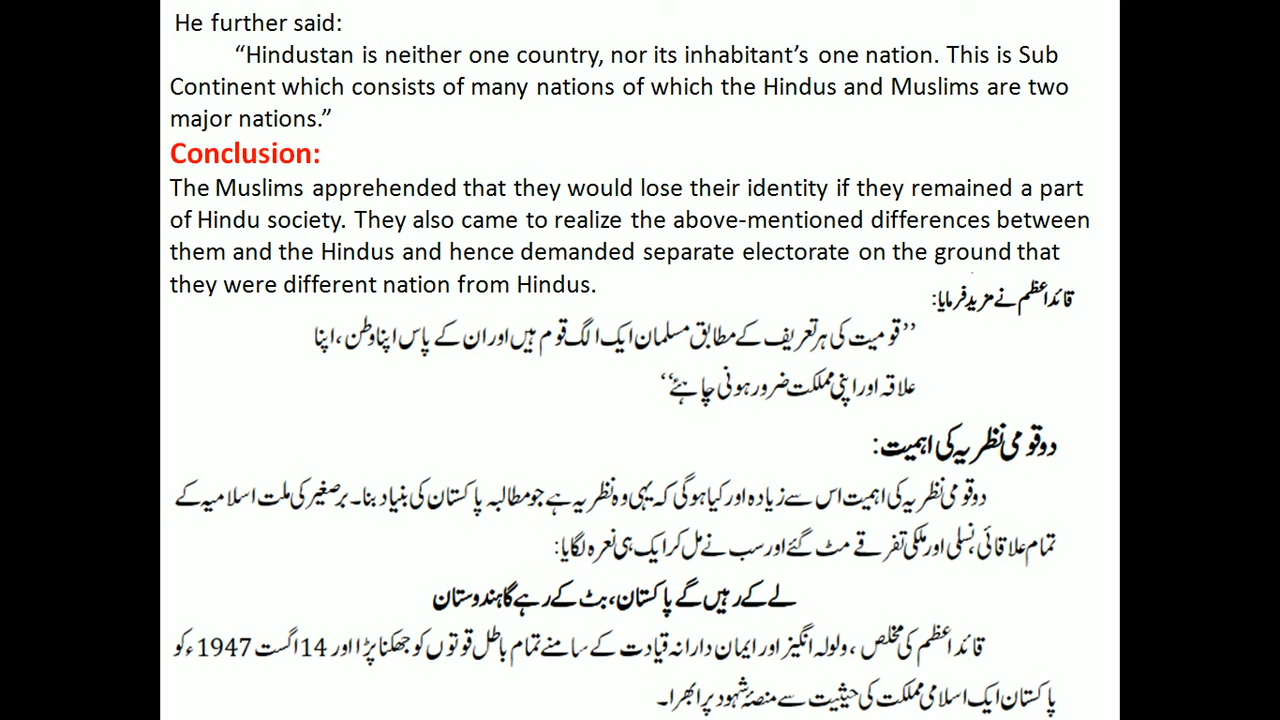 He further said:
“Hindustan is neither one country, nor its inhabitant’s one nation. This is Sub
Continent which consists of many nations of which the Hindus and Muslims are two
major nations.”
Conclusion:
The Muslims apprehended that they would lose their identity if they remained a part
of Hindu society. They also came to realize the above-mentioned differences between
them and the Hindus and hence demanded separate electorate on the ground that
they were different nation from Hindus.
قائداعظم نے مزید فرمایا:
’’قومیت کی ہر تعریف کے مطابق مسلمان ایک الگ قوم ہیں اور ان کے پاس اپنا وطن، اپنا
علاقہ اور اپنی مملکت ضرور ہونی چاہئے‘‘
دو قومی نظریہ کی اہمیت:
دو قومی نظریہ کی اہمیت اس سے زیادہ اور کیا ہوگی کہ یہی وہ نظریہ ہے جو مطالبہ پاکستان کی بنیاد بنا۔ برصغیر کی ملت اسلامیہ کے
تمام علاقائی، نسلی اور ملکی تفرقے مٹ گئے اور سب نے مل کر ایک ہی نعرہ لگایا:
لے کے رہیں گے پاکستان، بٹ کے رہے گا ہندوستان
قائداعظم کی مخلص، ولولہ انگیز اور ایمان دارانہ قیادت کے سامنے تمام باطل قوتوں کو جھکنا پڑا اور 14 اگست 1947ء کو
پاکستان ایک اسلامی مملکت کی حیثیت سے منصۂ شہود پر ابھرا۔